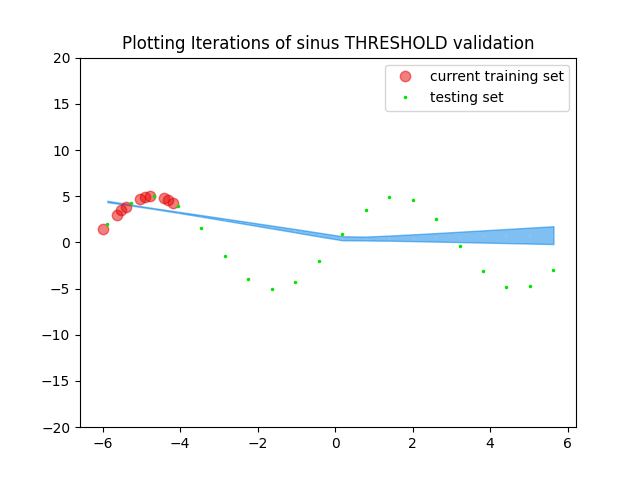 Plotting Iterations of sinus THRESHOLD validation
current training set
testing set
20
15
10
5
0
−5
−10
−15
−20
−6 −4 −2 0 2 4 6